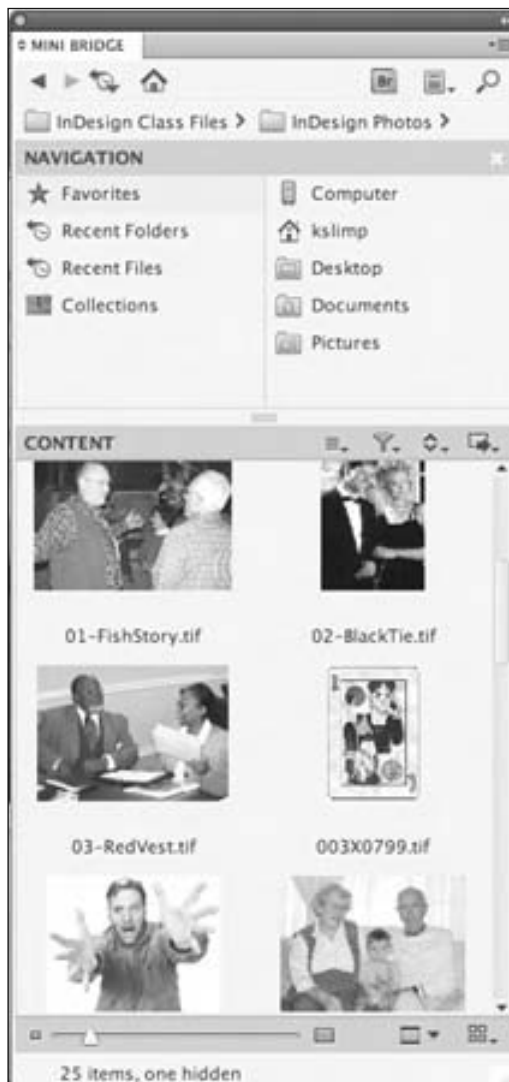 MINI BRIDGE
Br
InDesign Class Files > InDesign Photos >
NAVIGATION
Favorites
Recent Folders
Recent Files
Collections
Computer
kslimp
Desktop
Documents
Pictures
CONTENT
01-FishStory.tif
02-BlackTie.tif
03-RedVest.tif
003X0799.tif
25 items, one hidden